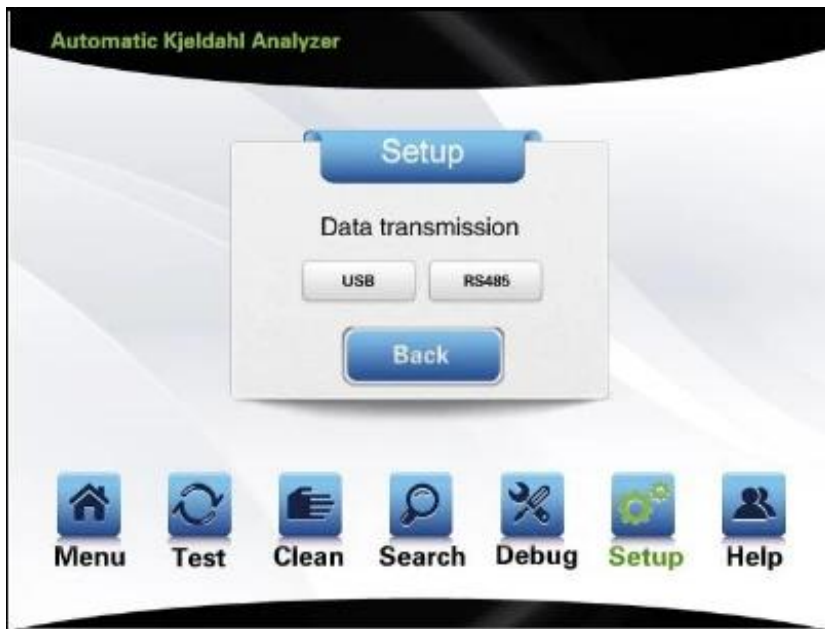 Automatic Kjeldahl Analyzer
Setup
Data transmission
USB RS485
Back
Menu Test Clean Search Debug Setup Help